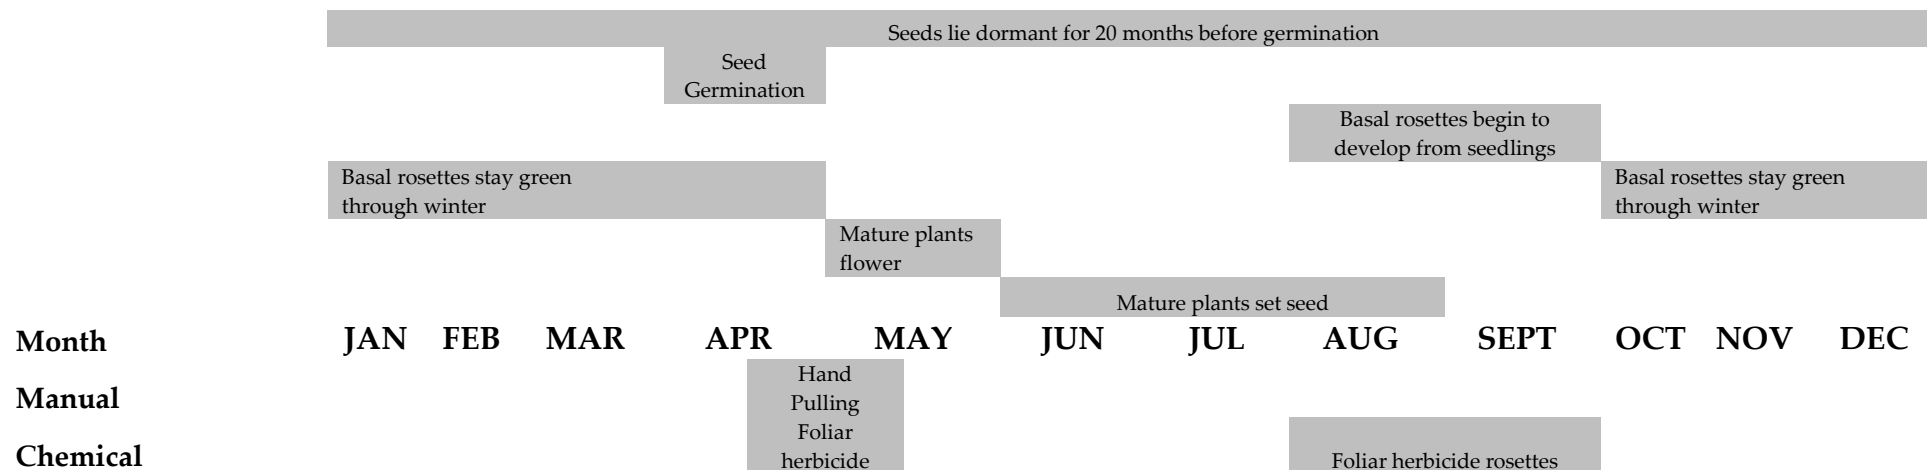 Seeds lie dormant for 20 months before germination
Seed
Germination
Basal rosettes begin to
develop from seedlings
Basal rosettes stay green
through winter
Basal rosettes stay green
through winter
Mature plants
flower
Mature plants set seed
Month JAN FEB MAR APR MAY JUN JUL AUG SEPT OCT NOV DEC
Manual
Hand
Pulling
Chemical
Foliar
herbicide
Foliar herbicide rosettes